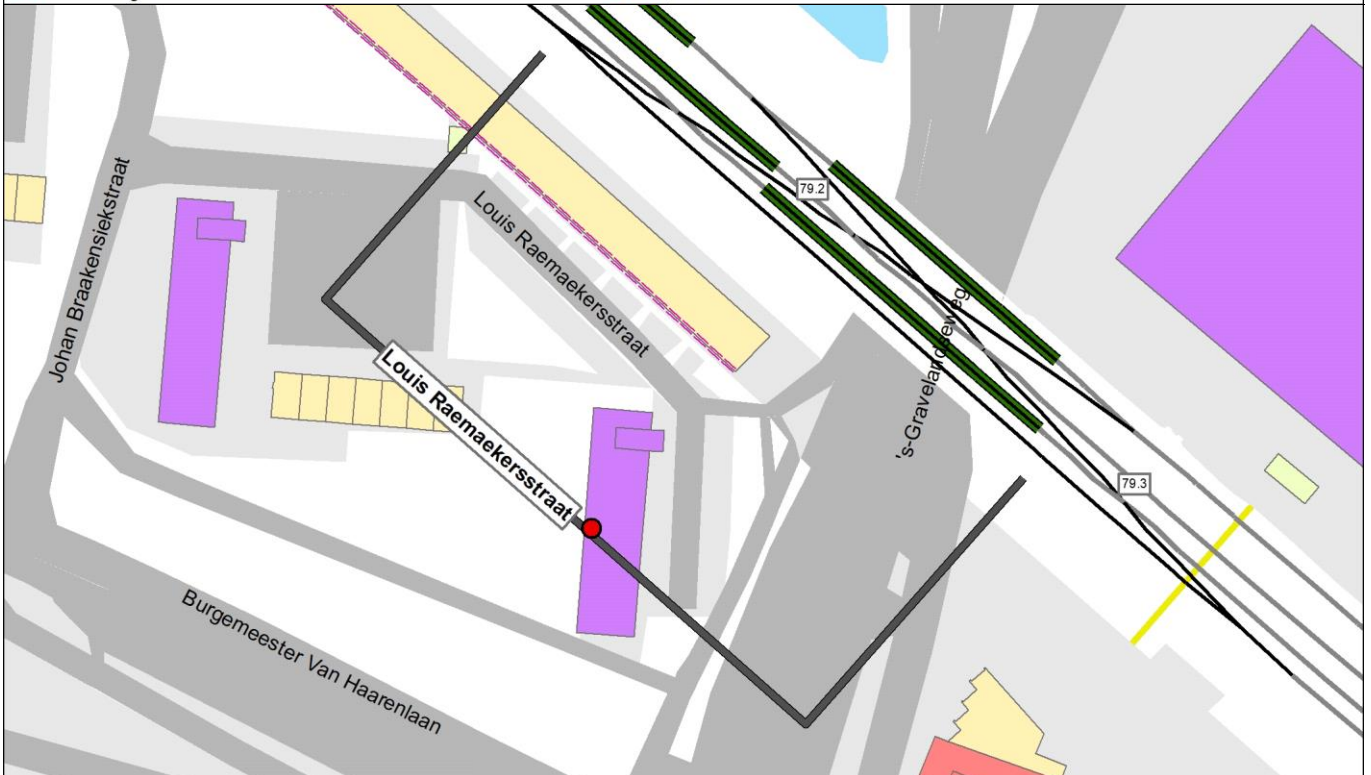 79.2
Louis Raemaekersstraat
Johan Braakensiekstraat
's-Gravelandseweg
Louis Raemaekersstraat
79.3
Burgemeester Van Haarenlaan